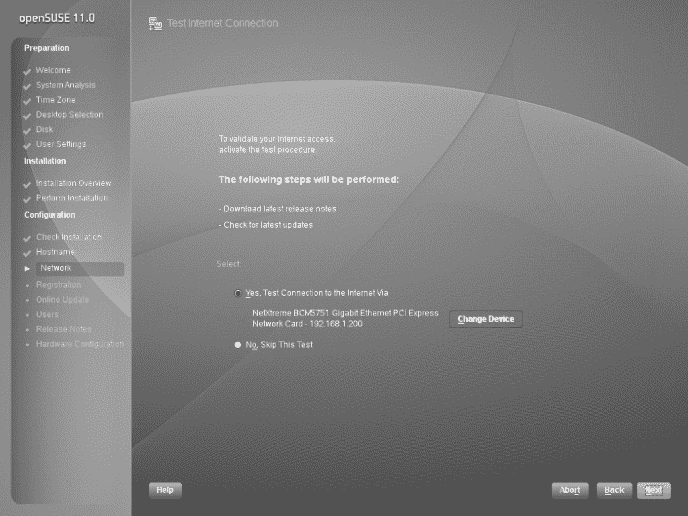 openSUSE 11.0
Preparation
Welcome
System Analysis
Time Zone
Desktop Selection
Disk
User Settings
Installation
Installation Overview
Perform Installation
Configuration
Check Installation
Hostname
Network
Registration
Online Update
Users
Release Notes
Hardware Configuration
Test Internet Connection
To validate your Internet access,
activate the test procedure.
The following steps will be performed:
- Download latest release notes
- Check for latest updates
Select:
Yes, Test Connection to the Internet Via
NetXtreme BCM5751 Gigabit Ethernet PCI Express
Network Card - 192.168.1.200
Change Device
No, Skip This Test
Help
Abort
Back
Next